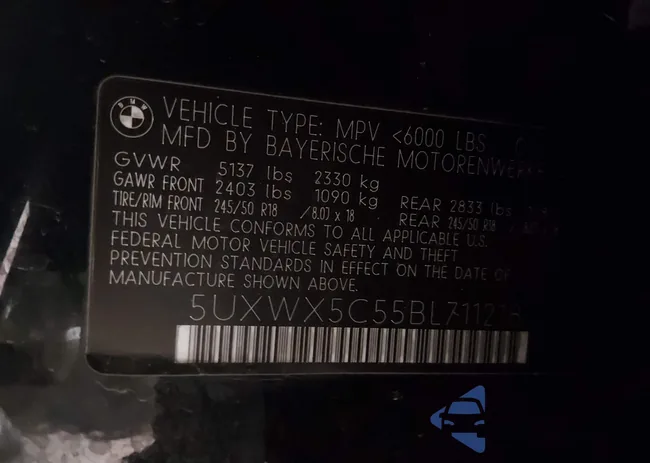 BMW
VEHICLE TYPE: MPV <6000 LBS
MFD BY BAYERISCHE
GVWR 5137 lbs 2330 kg
GAWR FRONT 2403 lbs 1090 kg REAR 2833 lbs
TIRE/RIM FRONT 245/50 R18 /8.0J x 18 REAR 245/50 R18
THIS VEHICLE CONFORMS TO ALL APPLICABLE U.S.
FEDERAL MOTOR VEHICLE SAFETY AND THEFT
PREVENTION STANDARDS IN EFFECT ON THE DATE OF
MANUFACTURE SHOWN ABOVE.